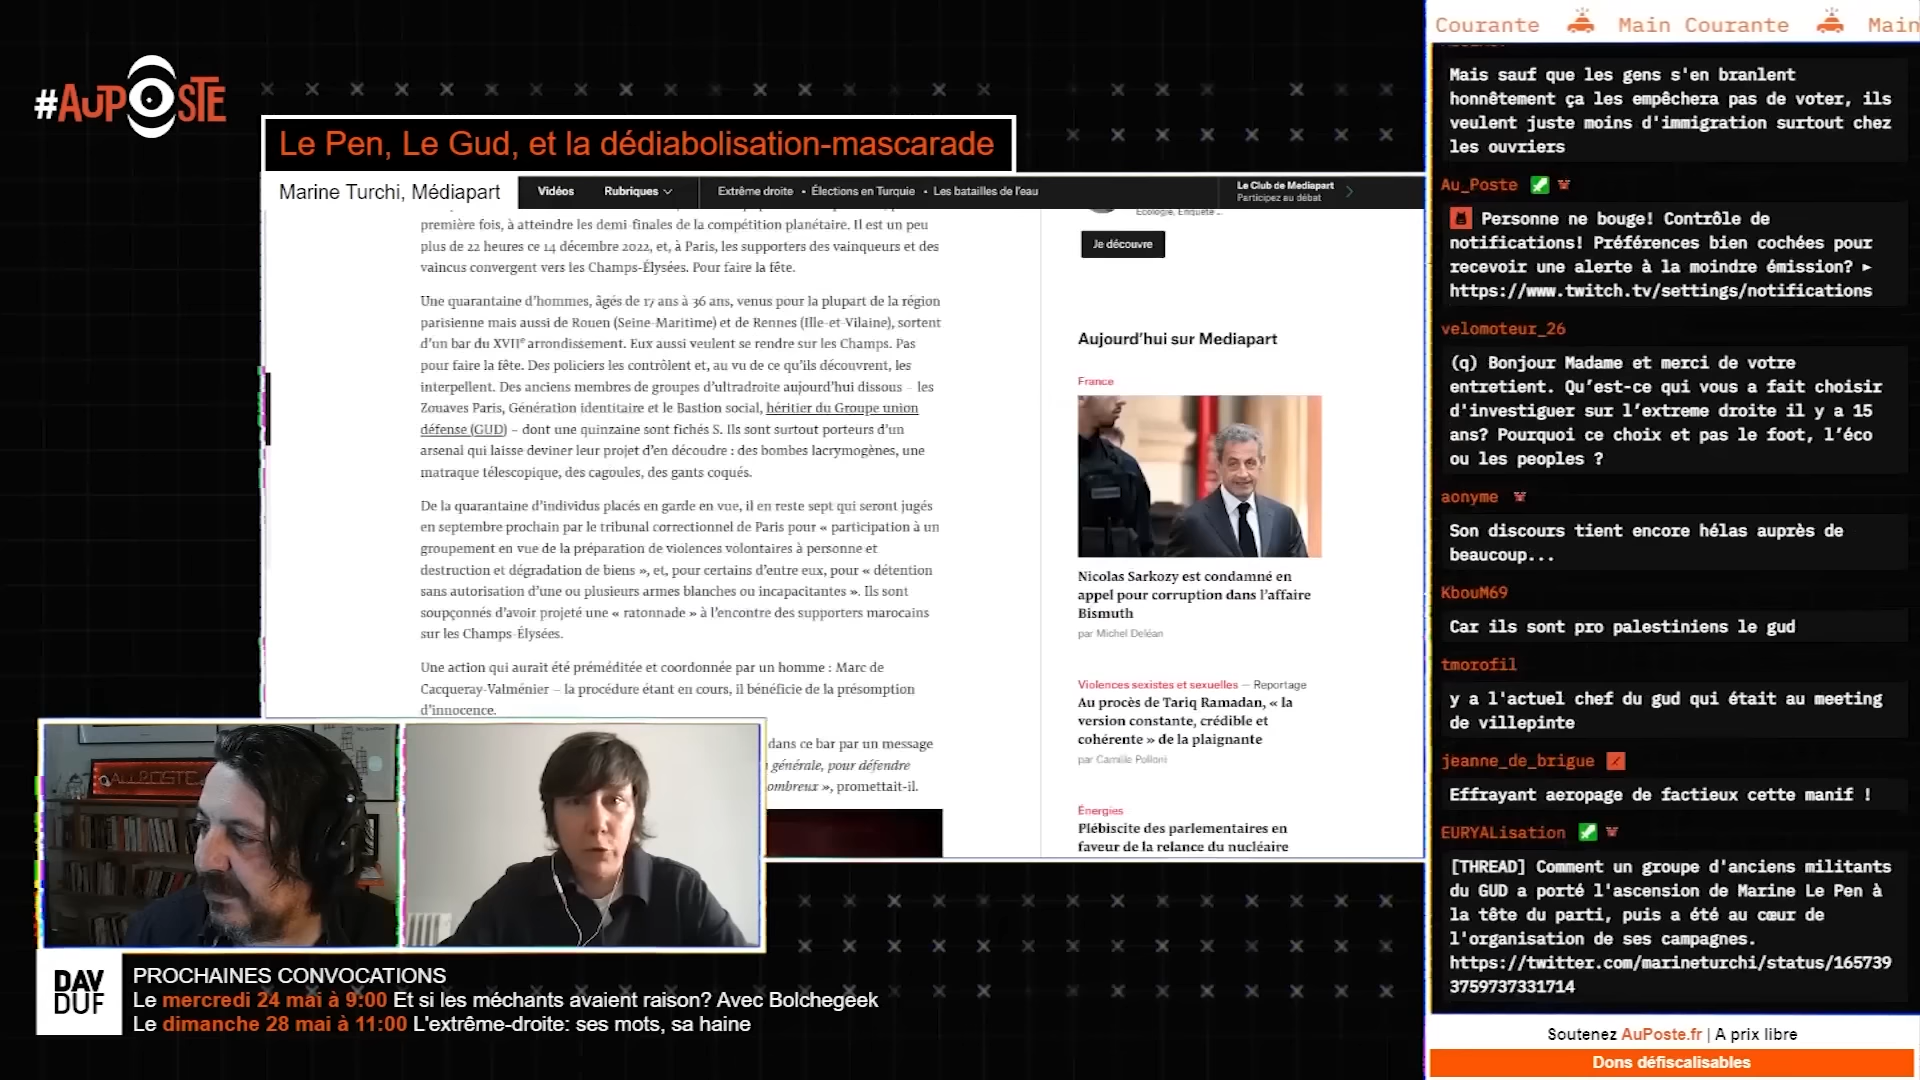 #AUPOSTE
Le Pen, Le Gud, et la dédiabolisation-mascarade
Marine Turchi, Médiapart
Vidéos
Rubriques
Extrême droite • Élections en Turquie • Les batailles de l'eau
Le Club de Mediapart
Participez au débat
première fois, à atteindre les demi-finales de la compétition planétaire. Il est un peu
plus de 22 heures ce 14 décembre 2022, et, à Paris, les supporters des vainqueurs et des
vaincus convergent vers les Champs-Élysées. Pour faire la fête.
Une quarantaine d'hommes, âgés de 17 ans à 36 ans, venus pour la plupart de la région
parisienne mais aussi de Rouen (Seine-Maritime) et de Rennes (Ille-et-Vilaine), sortent
d'un bar du XVIIe arrondissement. Eux aussi veulent se rendre sur les Champs. Pas
pour faire la fête. Des policiers les contrôlent et, au vu de ce qu'ils découvrent, les
interpellent. Des anciens membres de groupes d'ultradroite aujourd'hui dissous – les
Zouaves Paris, Génération identitaire et le Bastion social, héritier du Groupe union
défense (GUD) – dont une quinzaine sont fichés S. Ils sont surtout porteurs d'un
arsenal qui laisse deviner leur projet d'en découdre : des bombes lacrymogènes, une
matraque télescopique, des cagoules, des gants coqués.
De la quarantaine d'individus placés en garde en vue, il en reste sept qui seront jugés
en septembre prochain par le tribunal correctionnel de Paris pour « participation à un
groupement en vue de la préparation de violences volontaires à personne et
destruction et dégradation de biens », et, pour certains d'entre eux, pour « détention
sans autorisation d'une ou plusieurs armes blanches ou incapacitantes ». Ils sont
soupçonnés d'avoir projeté une « ratonnade » à l'encontre des supporters marocains
sur les Champs-Élysées.
Une action qui aurait été préméditée et coordonnée par un homme : Marc de
Cacqueray-Valménier – la procédure étant en cours, il bénéficie de la présomption
d'innocence.
dans ce bar par un message
générale, pour défendre
ombreux », promettait-il.
Écologie, Enquête ...
Je découvre
Aujourd'hui sur Mediapart
France
Nicolas Sarkozy est condamné en
appel pour corruption dans l'affaire
Bismuth
par Michel Deléan
Violences sexistes et sexuelles — Reportage
Au procès de Tariq Ramadan, « la
version constante, crédible et
cohérente » de la plaignante
par Camille Polloni
Énergies
Plébiscite des parlementaires en
faveur de la relance du nucléaire
AU POSTE
DAV
DUF
PROCHAINES CONVOCATIONS
Le mercredi 24 mai à 9:00 Et si les méchants avaient raison? Avec Bolchegeek
Le dimanche 28 mai à 11:00 L'extrême-droite: ses mots, sa haine
Courante Main Courante Main
Mais sauf que les gens s'en branlent
honnêtement ça les empêchera pas de voter, ils
veulent juste moins d'immigration surtout chez
les ouvriers
Au_Poste
Personne ne bouge! Contrôle de
notifications! Préférences bien cochées pour
recevoir une alerte à la moindre émission? ►
https://www.twitch.tv/settings/notifications
velomoteur_26
(q) Bonjour Madame et merci de votre
entretient. Qu’est-ce qui vous a fait choisir
d'investiguer sur l’extreme droite il y a 15
ans? Pourquoi ce choix et pas le foot, l’éco
ou les peoples ?
aonyme
Son discours tient encore hélas auprès de
beaucoup...
KbouM69
Car ils sont pro palestiniens le gud
tmorofil
y a l'actuel chef du gud qui était au meeting
de villepinte
jeanne_de_brigue
Effrayant aeropage de factieux cette manif !
EURYALisation
[THREAD] Comment un groupe d'anciens militants
du GUD a porté l'ascension de Marine Le Pen à
la tête du parti, puis a été au cœur de
l'organisation de ses campagnes.
https://twitter.com/marineturchi/status/165739
3759737331714
Soutenez AuPoste.fr | A prix libre
Dons défiscalisables